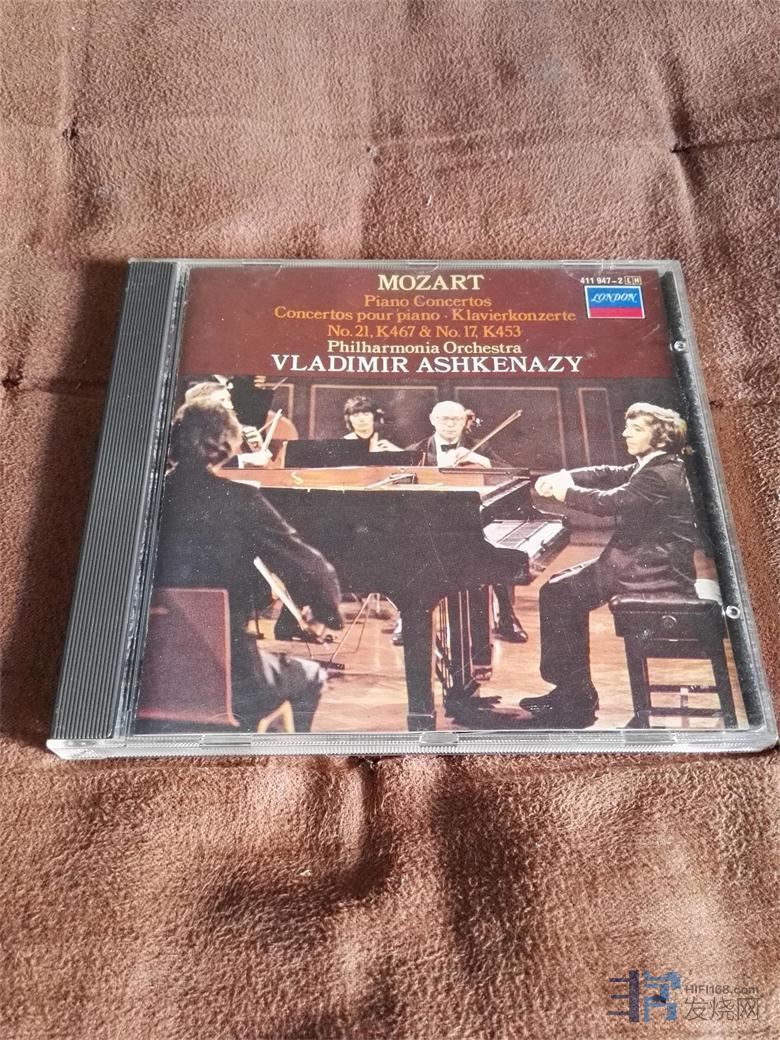 MOZART
411 947-2 LH
LONDON
Piano Concertos
Concertos pour piano · Klavierkonzerte
No. 21, K467 & No. 17, K453
Philharmonia Orchestra
VLADIMIR ASHKENAZY
HIFI168.com
发烧网